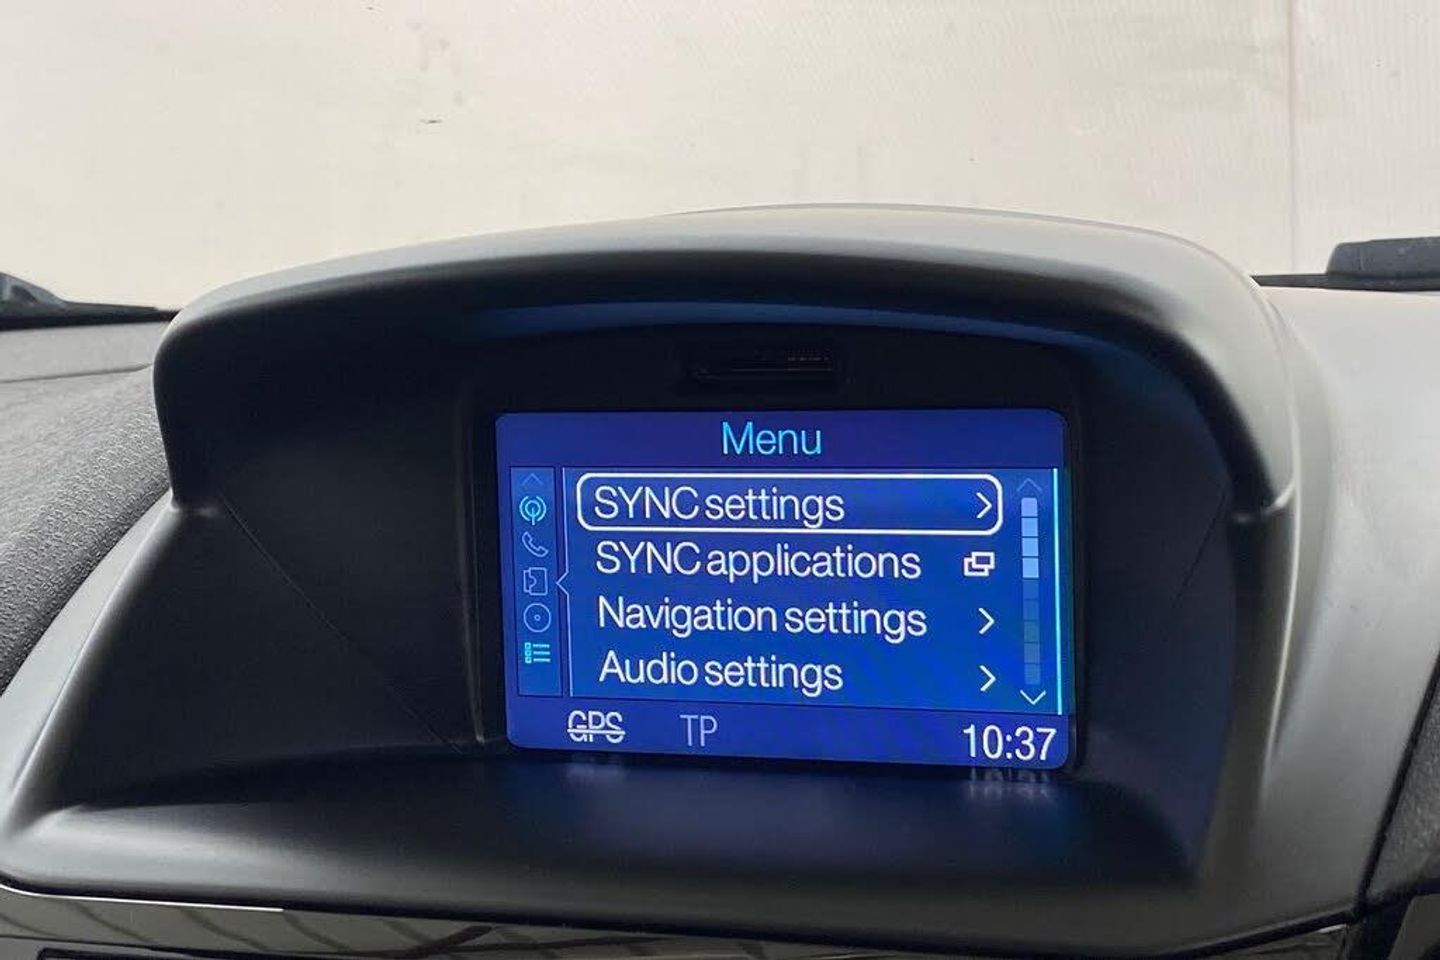 Menu
SYNC settings
SYNC applications
Navigation settings
Audio settings
GPS TP 10:37